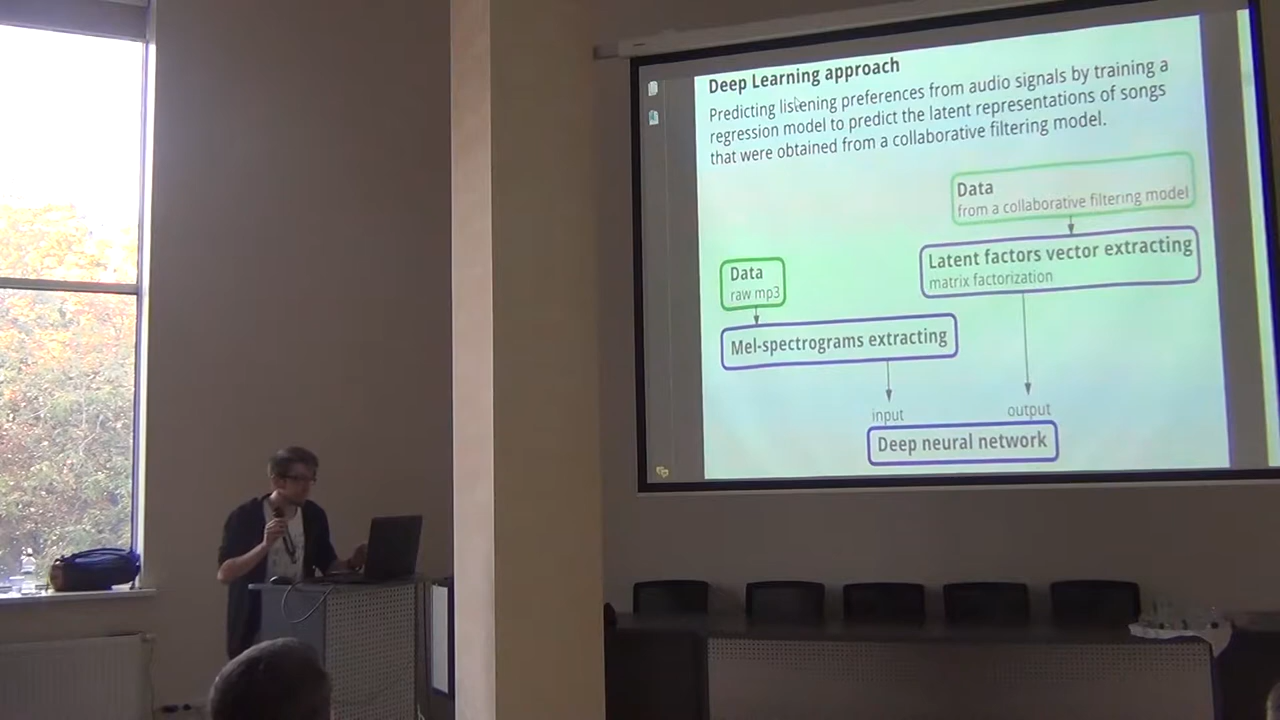 Deep Learning approach
Predicting listening preferences from audio signals by training a
regression model to predict the latent representations of songs
that were obtained from a collaborative filtering model.
Data
from a collaborative filtering model
Latent factors vector extracting
matrix factorization
Data
raw mp3
Mel-spectrograms extracting
input
output
Deep neural network